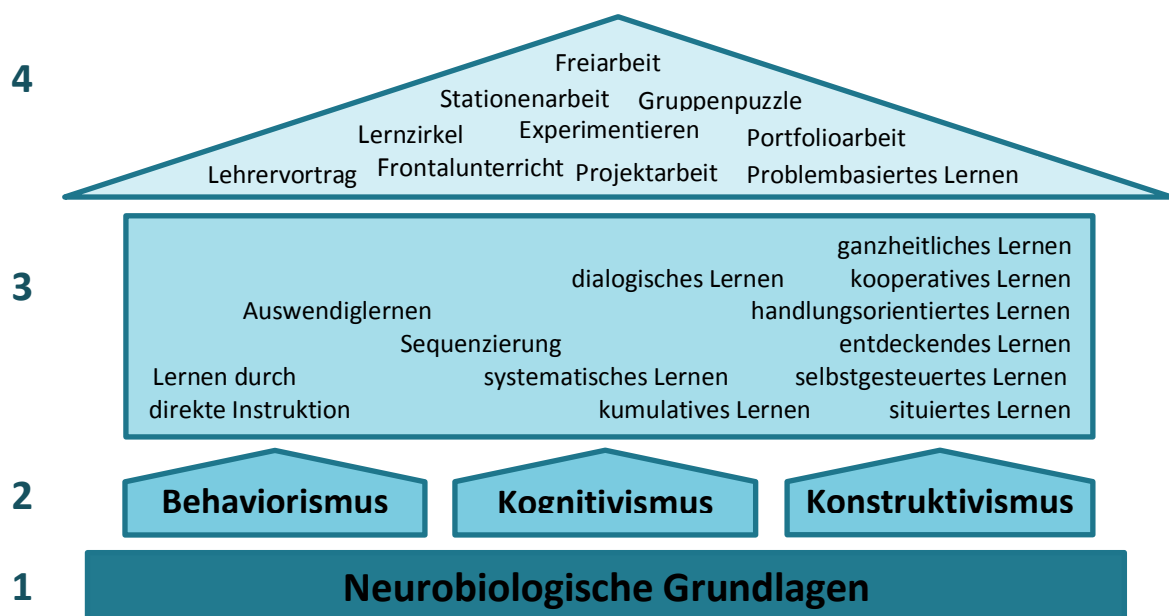 4
Freiarbeit
Stationenarbeit Gruppenpuzzle
Lernzirkel Experimentieren Portfolioarbeit
Lehrervortrag Frontalunterricht Projektarbeit Problembasiertes Lernen
3
ganzheitliches Lernen
dialogisches Lernen kooperatives Lernen
Auswendiglernen handlungsorientiertes Lernen
Sequenzierung entdeckendes Lernen
Lernen durch systematisches Lernen selbstgesteuertes Lernen
direkte Instruktion kumulatives Lernen situiertes Lernen
2
Behaviorismus Kognitivismus Konstruktivismus
1
Neurobiologische Grundlagen